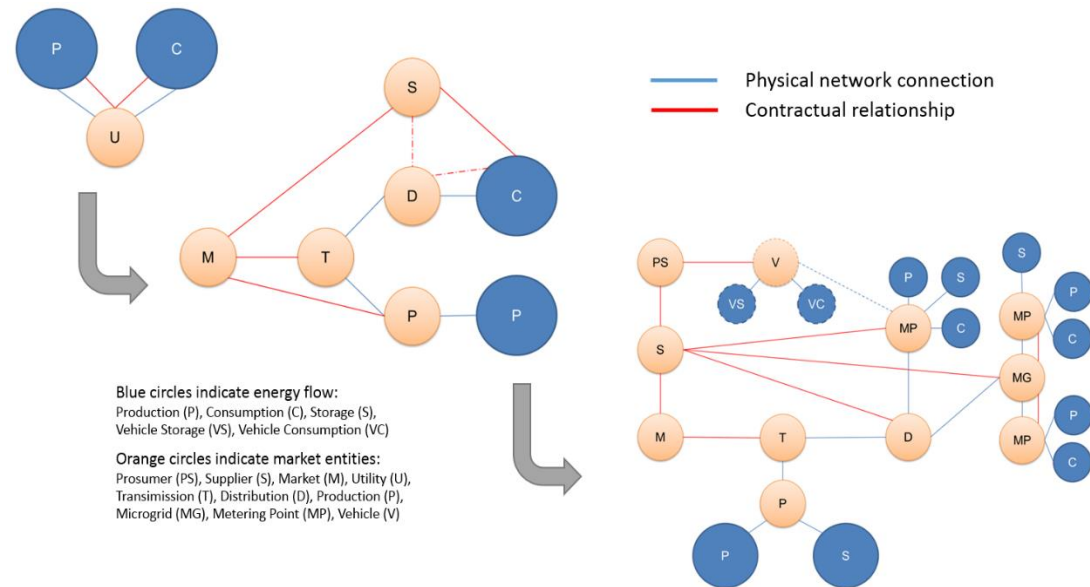 P
C
U
S
D
C
M
T
P
P
Physical network connection
Contractual relationship
Blue circles indicate energy flow:
Production (P), Consumption (C), Storage (S),
Vehicle Storage (VS), Vehicle Consumption (VC)
Orange circles indicate market entities:
Prosumer (PS), Supplier (S), Market (M), Utility (U),
Transimission (T), Distribution (D), Production (P),
Microgrid (MG), Metering Point (MP), Vehicle (V)
PS
V
VS
VC
P
S
MP
C
S
S
MP
P
C
MG
M
T
D
MP
P
C
P
P
S